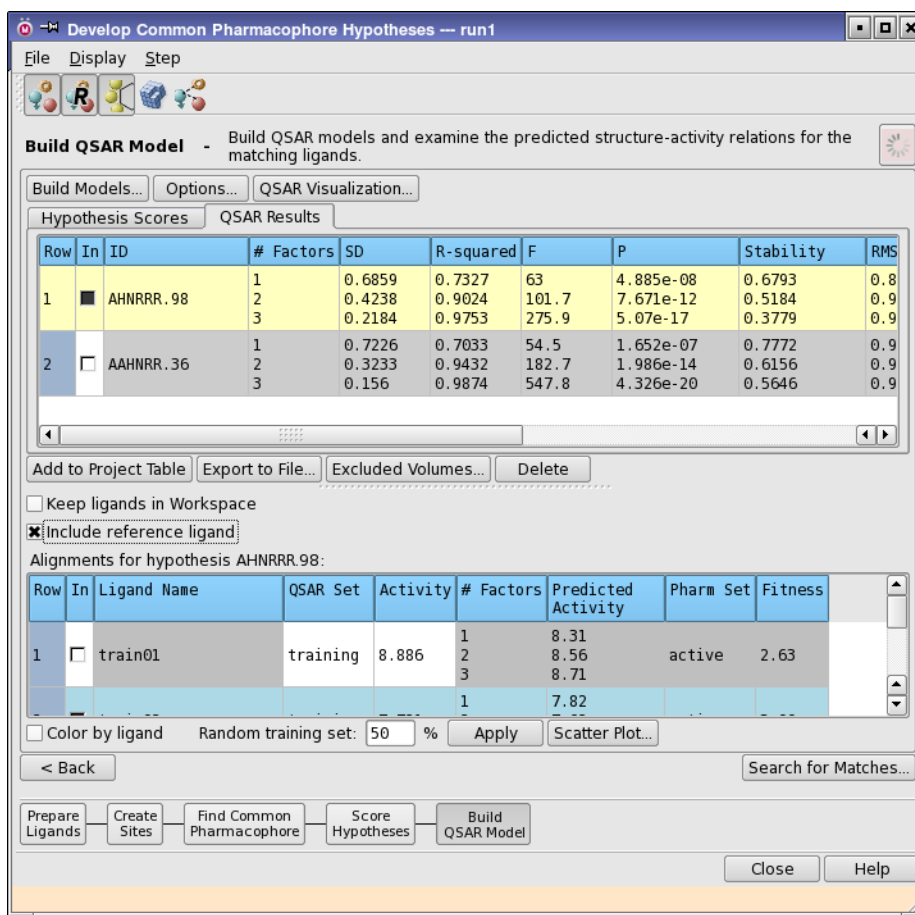 Develop Common Pharmacophore Hypotheses --- run1
File Display Step
Build QSAR Model - Build QSAR models and examine the predicted structure-activity relations for the
matching ligands.
Build Models... Options... QSAR Visualization...
Hypothesis Scores QSAR Results
Row In ID # Factors SD R-squared F P Stability RMS
1 0.6859 0.7327 63 4.885e-08 0.6793 0.8
1 AHNRRR.98 2 0.4238 0.9024 101.7 7.671e-12 0.5184 0.9
3 0.2184 0.9753 275.9 5.07e-17 0.3779 0.9
1 0.7226 0.7033 54.5 1.652e-07 0.7772 0.9
2 AAHNRR.36 2 0.3233 0.9432 182.7 1.986e-14 0.6156 0.9
3 0.156 0.9874 547.8 4.326e-20 0.5646 0.9
Add to Project Table Export to File... Excluded Volumes... Delete
Keep ligands in Workspace
Include reference ligand
Alignments for hypothesis AHNRRR.98:
Row In Ligand Name QSAR Set Activity # Factors Predicted Pharm Set Fitness
Activity
1 8.31
1 train01 training 8.886 2 8.56 active 2.63
3 8.71
1 7.82
Color by ligand Random training set: 50 % Apply Scatter Plot...
< Back Search for Matches...
Prepare Create Find Common Score Build
Ligands Sites Pharmacophore Hypotheses QSAR Model
Close Help